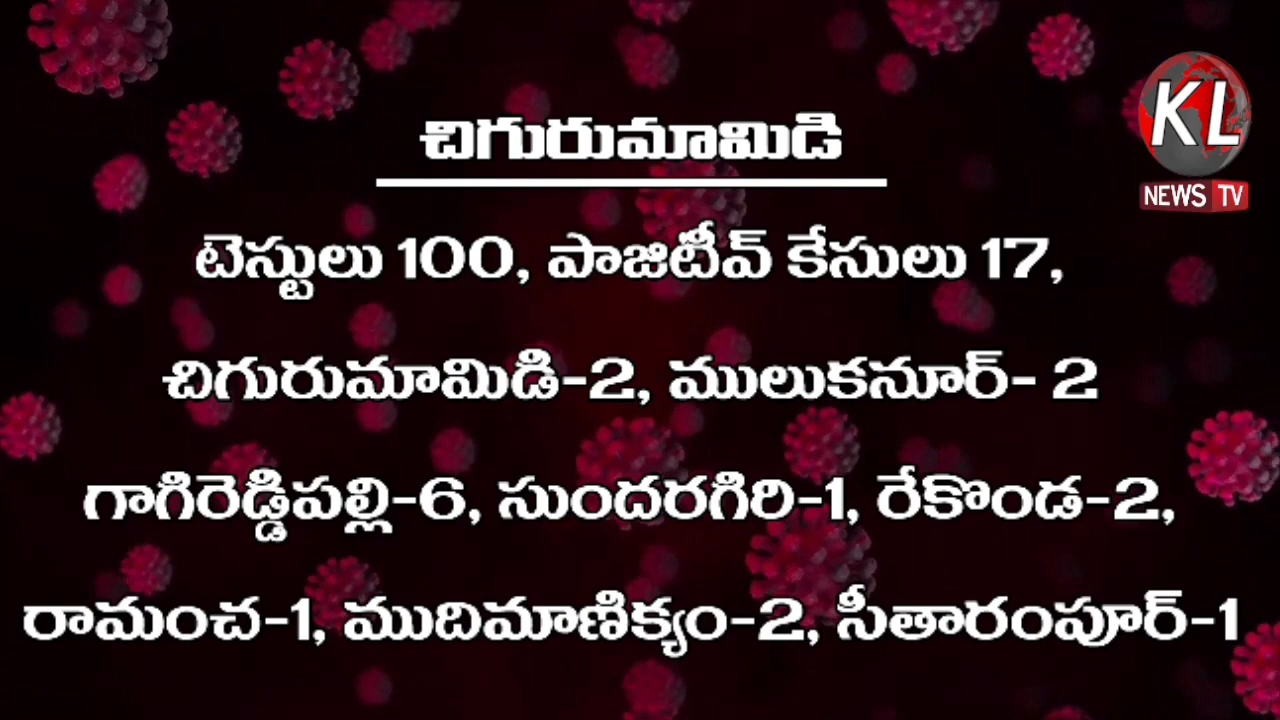 చిగురుమామిడి
KL
NEWS TV
టెస్టులు 100, పాజిటీవ్ కేసులు 17,
చిగురుమామిడి-2, ములుకనూర్- 2
గాగిరెడ్డిపల్లి-6, సుందరగిరి-1, రేకొండ-2,
రామంచ-1, ముదిమాణిక్యం-2, సీతారంపూర్-1